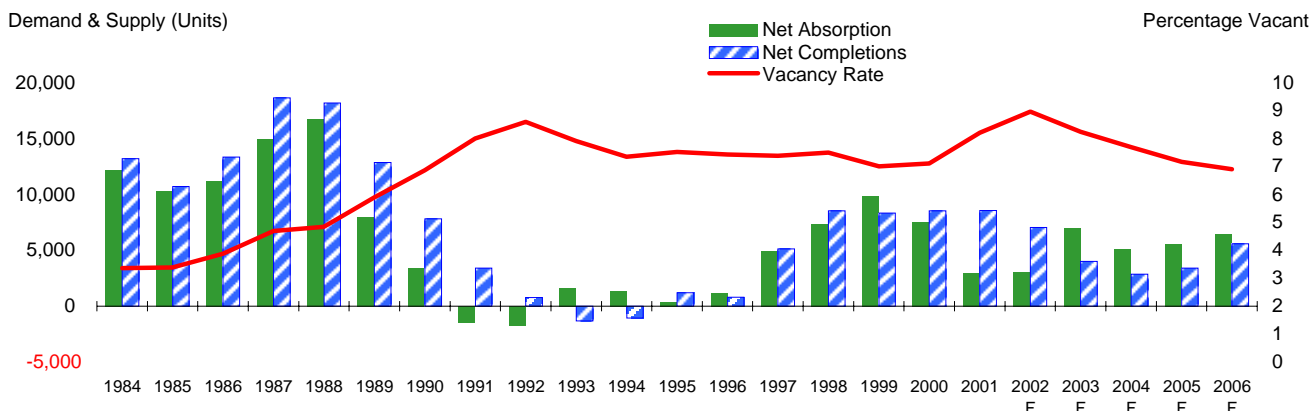 Demand & Supply (Units)
Percentage Vacant
Net Absorption
Net Completions
Vacancy Rate
20,000
15,000
10,000
5,000
0
-5,000
10
9
8
7
6
5
4
3
2
1
0
1984 1985 1986 1987 1988 1989 1990 1991 1992 1993 1994 1995 1996 1997 1998 1999 2000 2001 2002 2003 2004 2005 2006